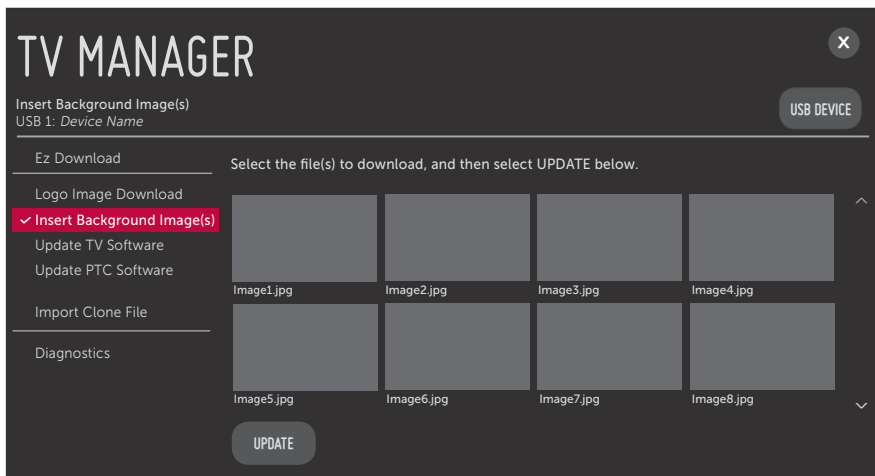 TV MANAGER
X
Insert Background Image(s)
USB 1: Device Name
USB DEVICE
Ez Download
Select the file(s) to download, and then select UPDATE below.
Logo Image Download
Insert Background Image(s)
Update TV Software
Update PTC Software
Import Clone File
Diagnostics
Image1.jpg Image2.jpg Image3.jpg Image4.jpg
Image5.jpg Image6.jpg Image7.jpg Image8.jpg
UPDATE